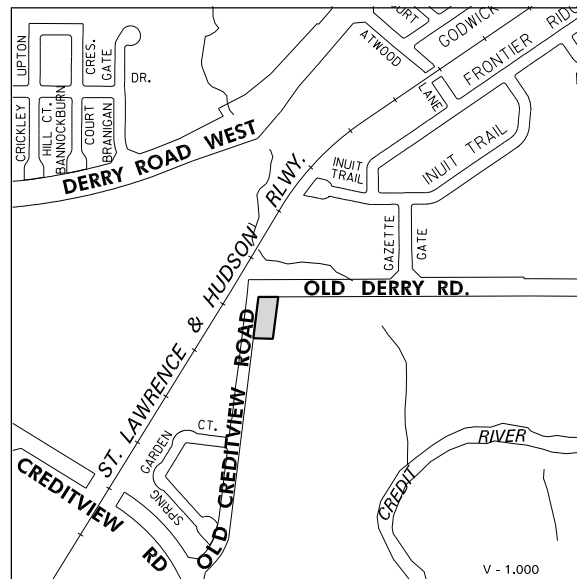 UPTON
CRES.
GATE
DR.
CRICKLEY
HILL CT.
BANNOCKBURN
COURT
BRANIGAN
DERRY ROAD WEST
COURT
GODWICK
ATWOOD
FRONTIER RIDG
LANE
INUIT
TRAIL
INUIT TRAIL
GAZETTE
GATE
ST. LAWRENCE & HUDSON RLWY.
OLD DERRY RD.
OLD CREDITVIEW ROAD
SPRING GARDEN CT.
CREDITVIEW RD
CREDIT RIVER
V - 1.000